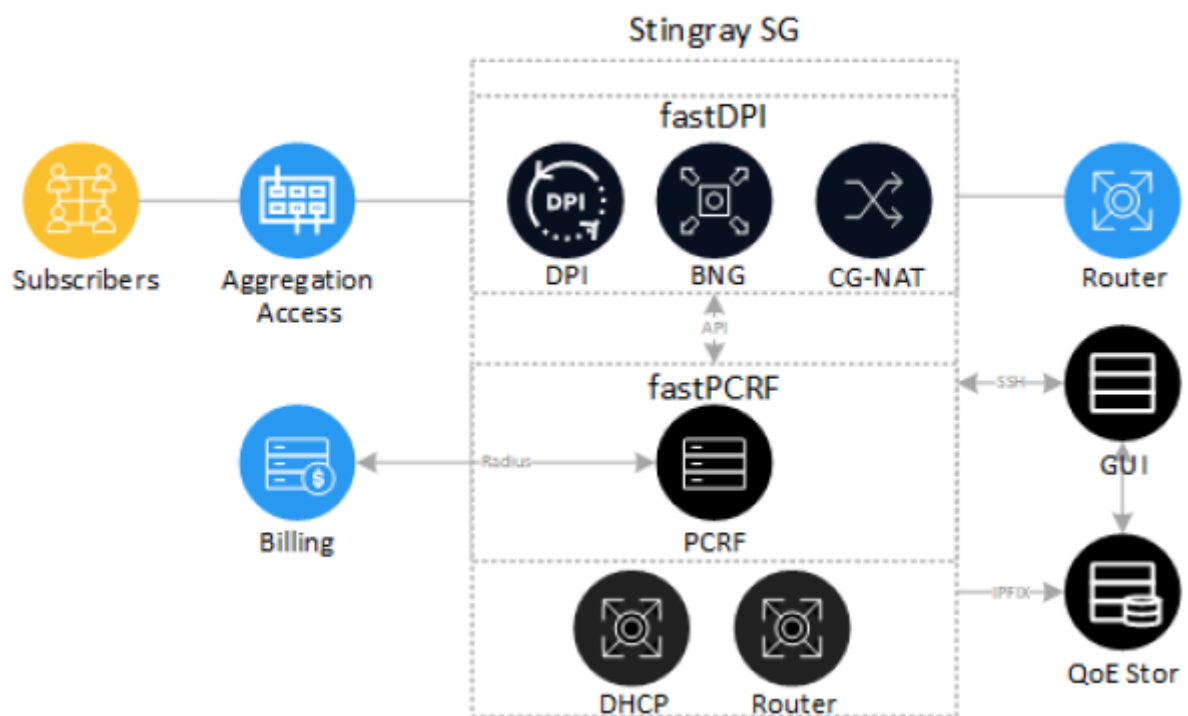 Stingray SG
fastDPI
DPI
Subscribers
Aggregation
Access
DPI
BNG
CG-NAT
Router
API
fastPCRF
SSH
GUI
Radius
Billing
PCRF
IPFIX
QoE Stor
DHCP
Router